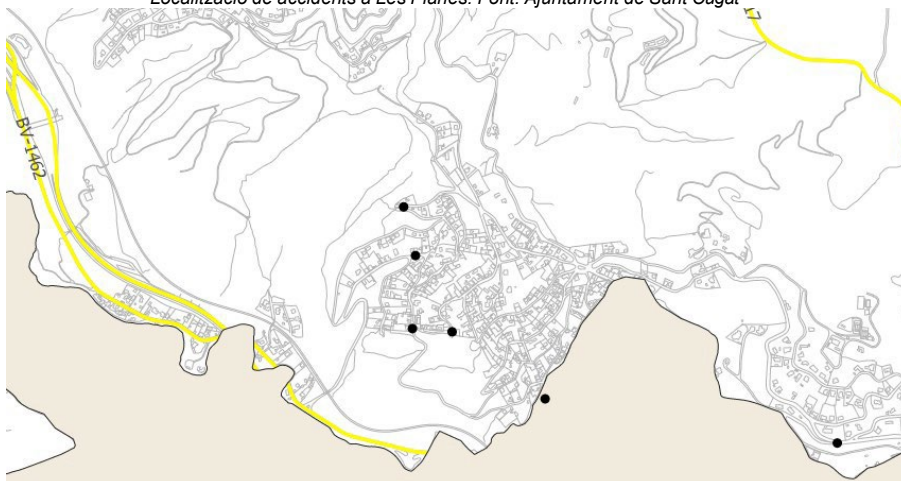 Localització de accidents a Les Planes. Font: Ajuntament de Sant Cugat
BV-1462